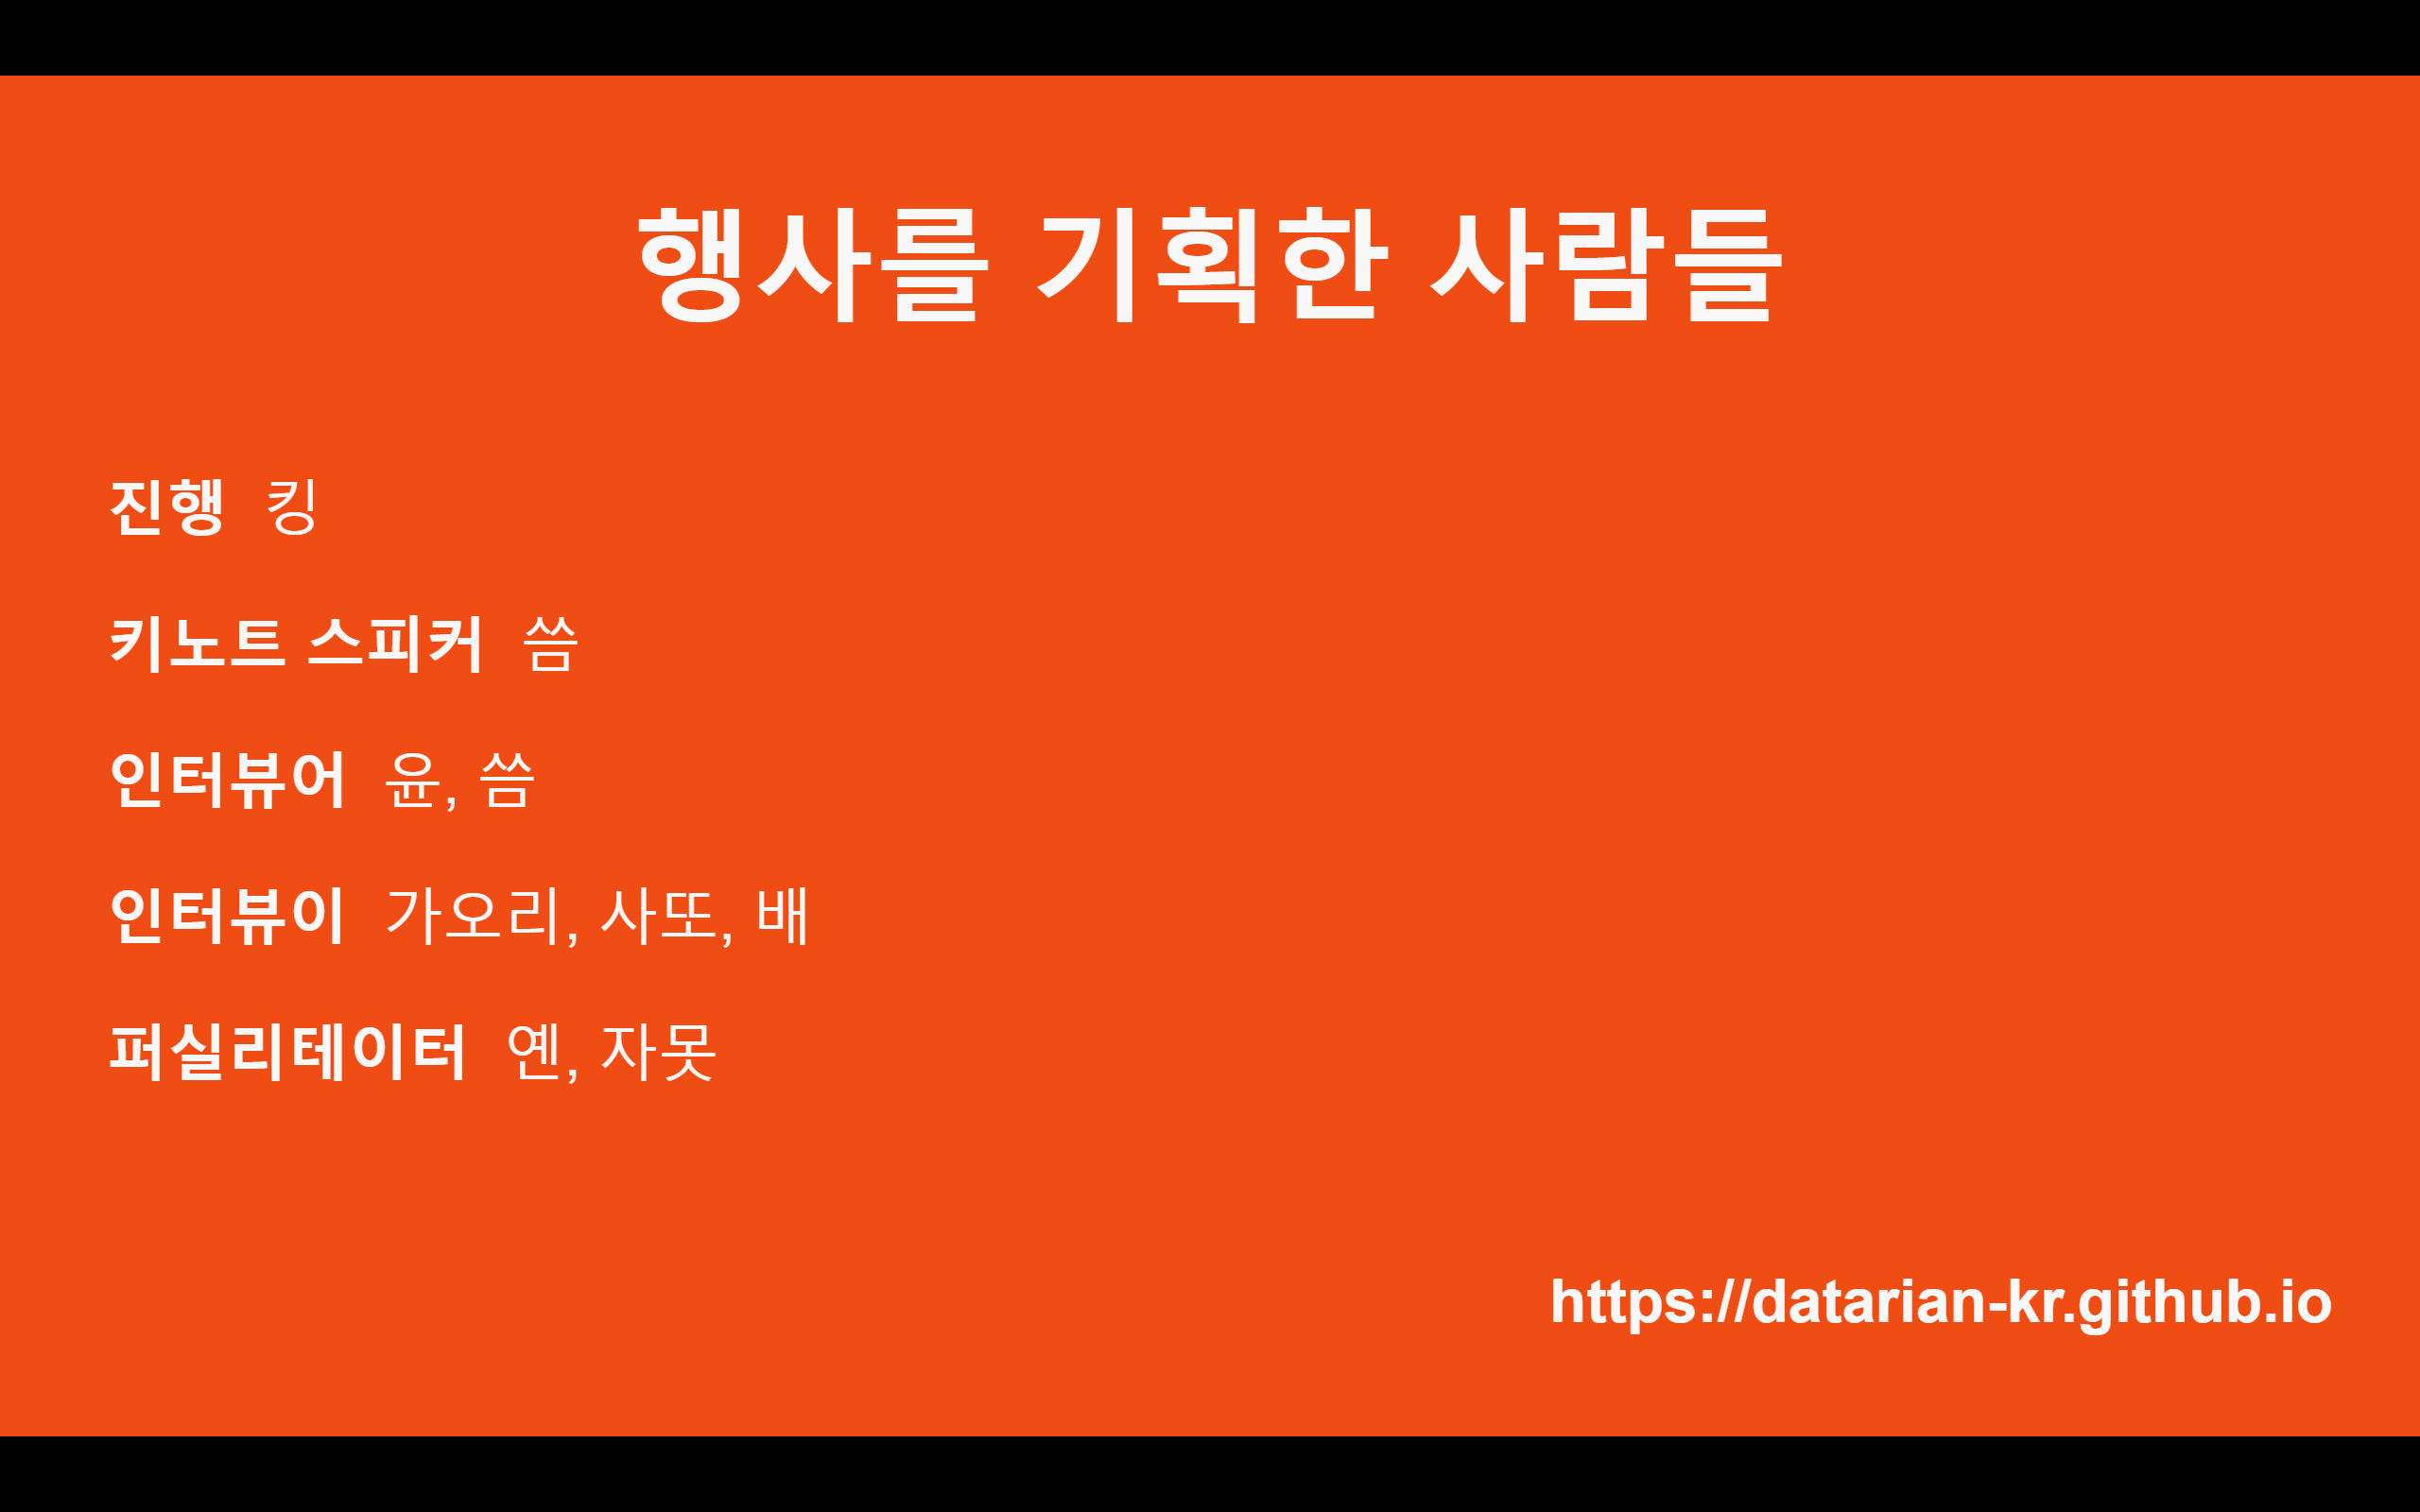 행사를 기획한 사람들
진행 킹
키노트 스피커 씀
인터뷰어 윤, 씀
인터뷰이 가오리, 사또, 배
퍼실리테이터 옌, 자못
https://datarian-kr.github.io